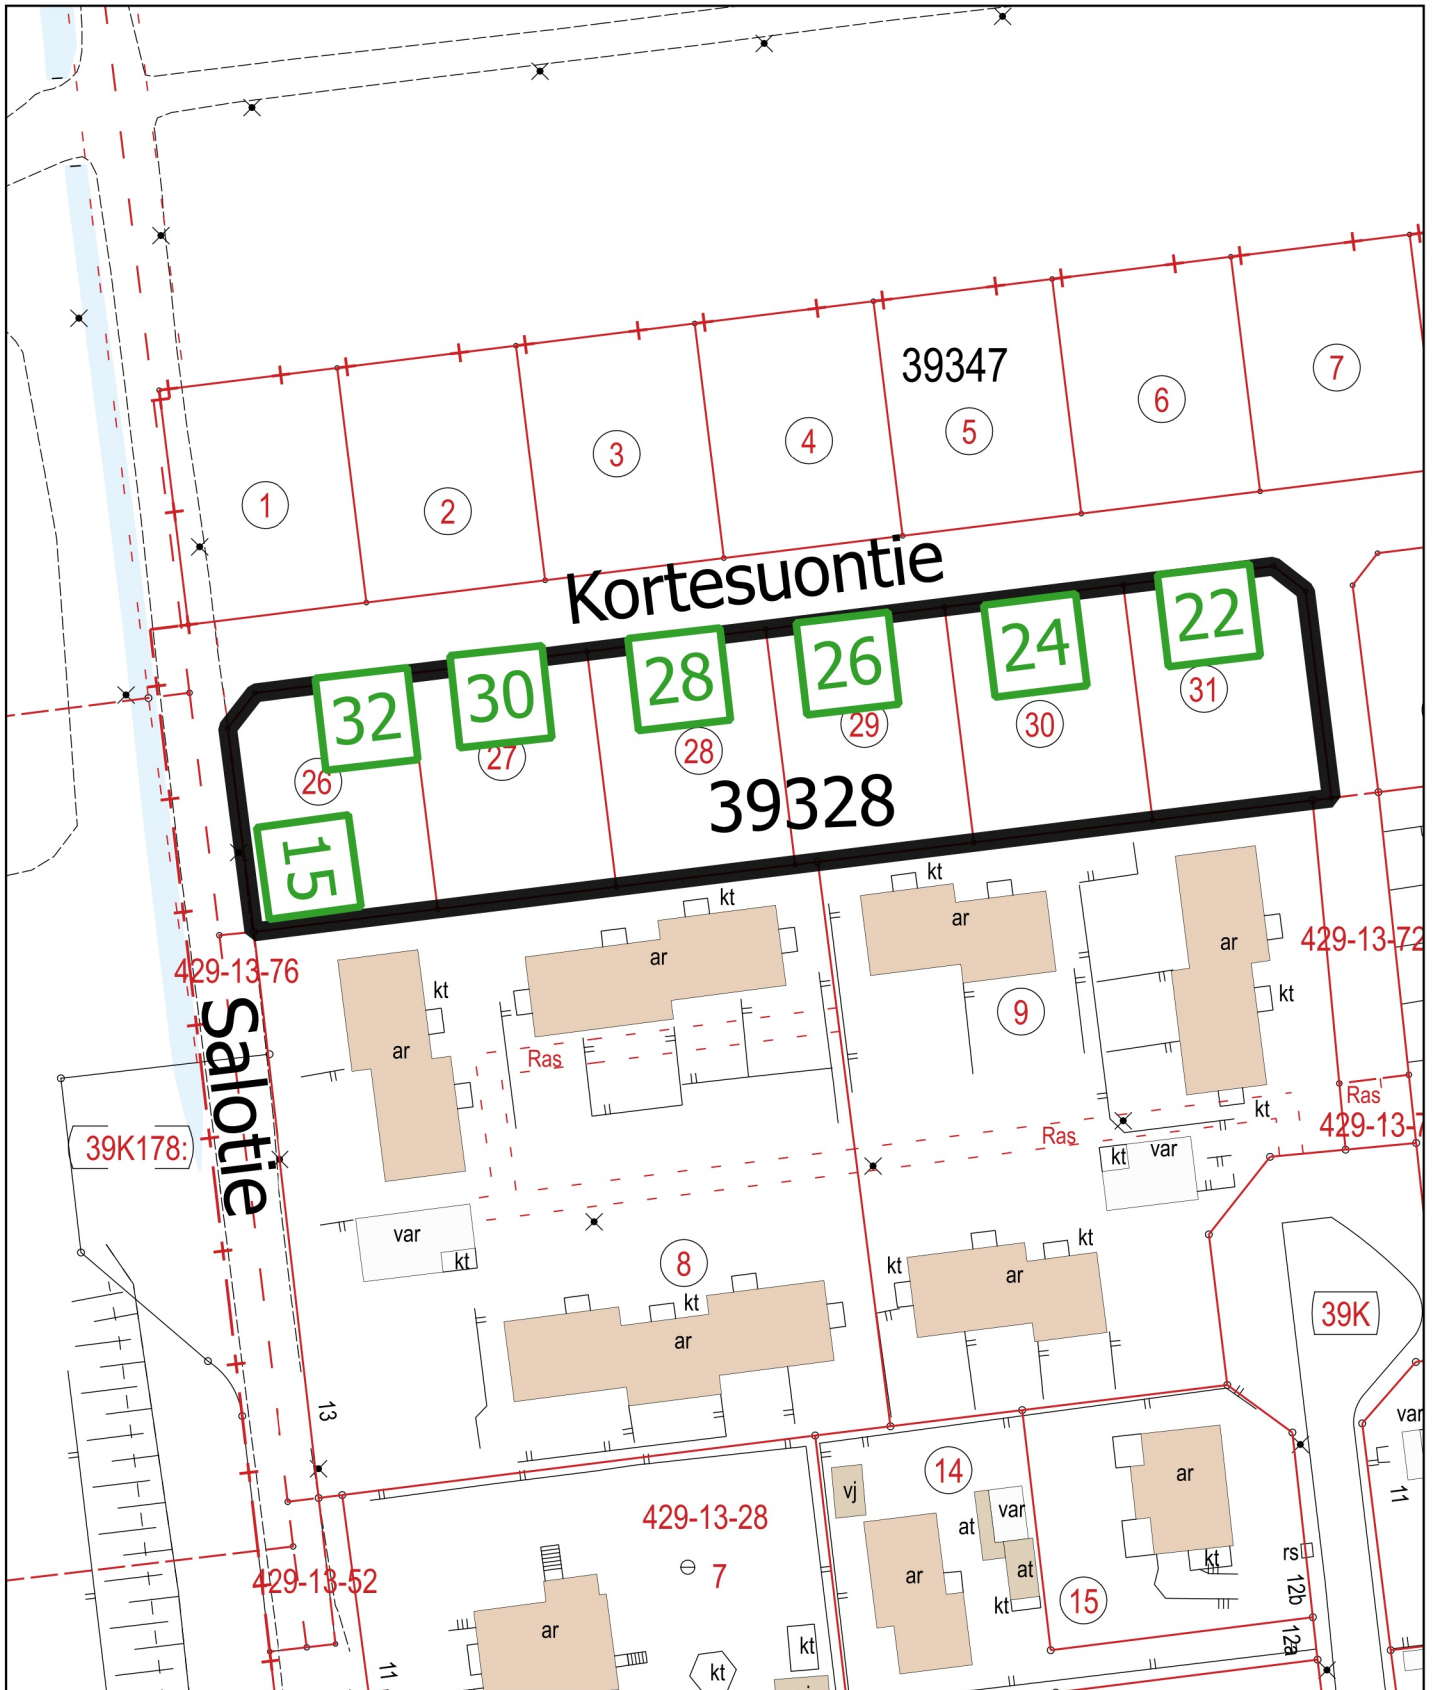 39347
7
6
5
4
3
2
1
Kortesuontie
22
24
26
28
30
32
31
30
29
28
27
26
39328
15
kt
kt
ar
ar
ar
429-13-72
429-13-76
kt
kt
9
ar
Ras
Salotie
Ras
kt
429-13-7
Ras
39K178:
kt
var
var
kt
8
kt
kt
ar
kt
ar
39K
13
var
14
ar
vj
11
429-13-28
var
at
7
rs
kt
429-13-52
ar
at
12b
kt
15
ar
12a
kt
11
kt